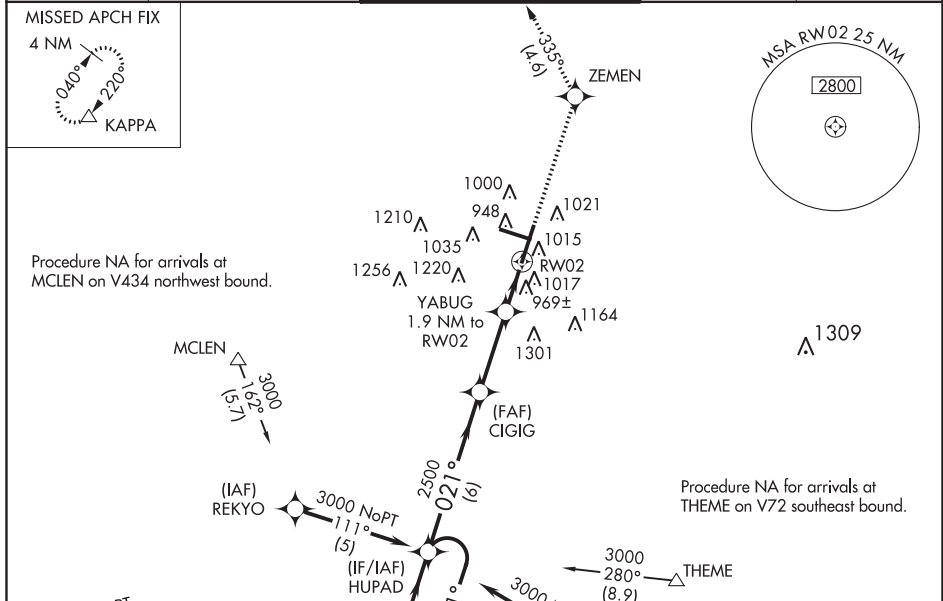 MISSED APCH FIX
4 NM
040°
220°
KAPPA
335°
(4.6)
ZEMEN
MSA RW02 25 NM
2800
1000
948
1021
1210
1035
1015
RW02
1256
1220
1017
969±
YABUG
1.9 NM to
RW02
1164
1301
1309
Procedure NA for arrivals at
MCLEN on V434 northwest bound.
MCLEN
3000
162°
(5.7)
(FAF)
CIGIG
2500
021°
(6)
(IAF)
REKYO
3000 NoPT
111°
(5)
(IF/IAF)
HUPAD
Procedure NA for arrivals at
THEME on V72 southeast bound.
3000
280°
(8.9)
THEME
3000